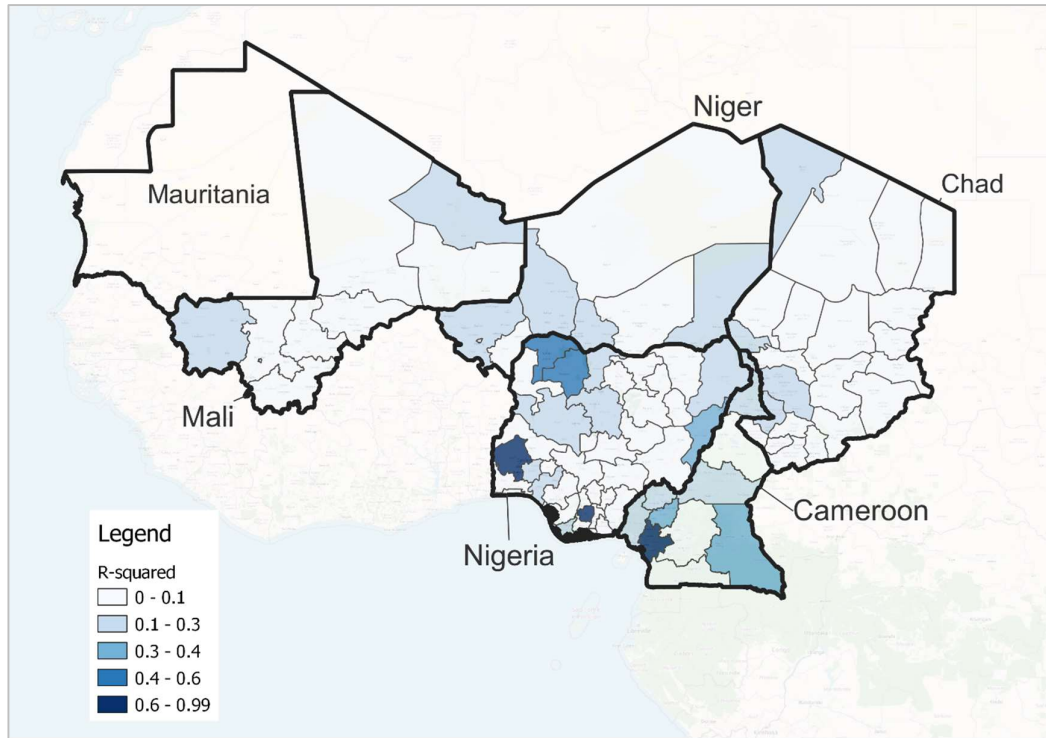 Niger
Chad
Mauritania
Mali
Cameroon
Nigeria
Legend
R-squared
0 - 0.1
0.1 - 0.3
0.3 - 0.4
0.4 - 0.6
0.6 - 0.99